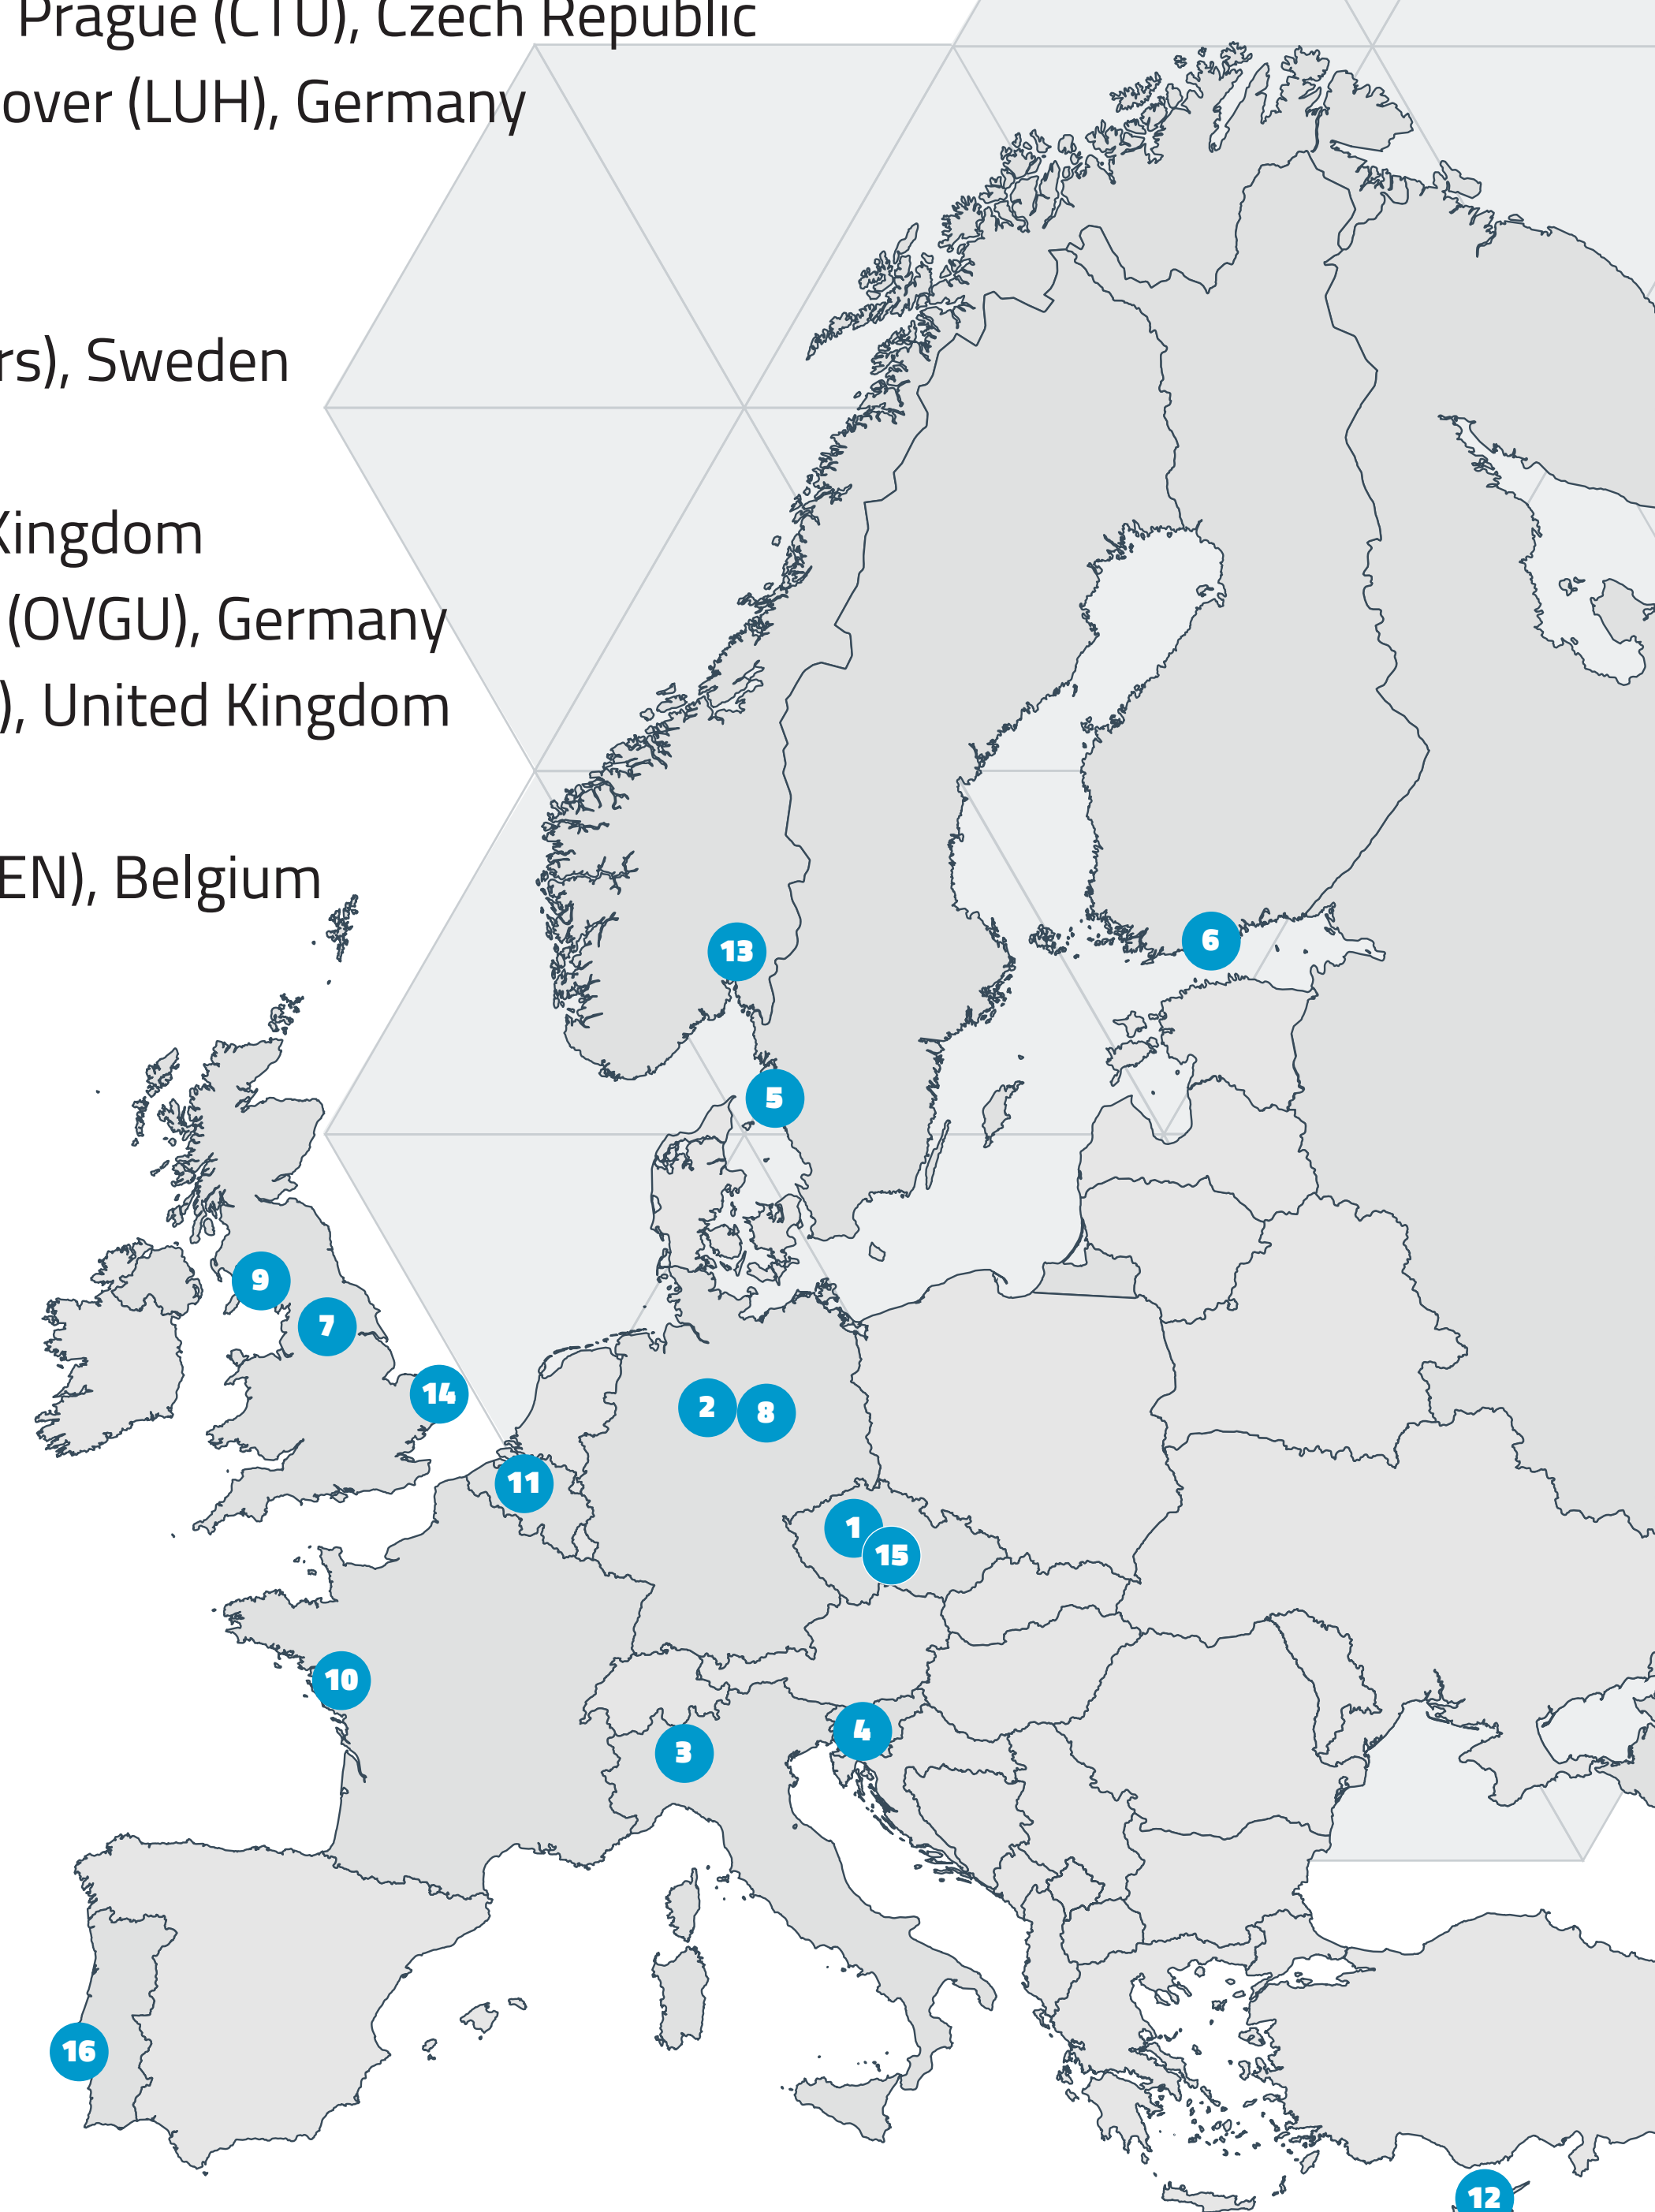 Prague (CTU), Czech Republic
over (LUH), Germany
rs), Sweden
Kingdom
(OVGU), Germany
), United Kingdom
EN), Belgium
13
6
5
9
7
14
2
8
11
1
15
10
4
3
16
12